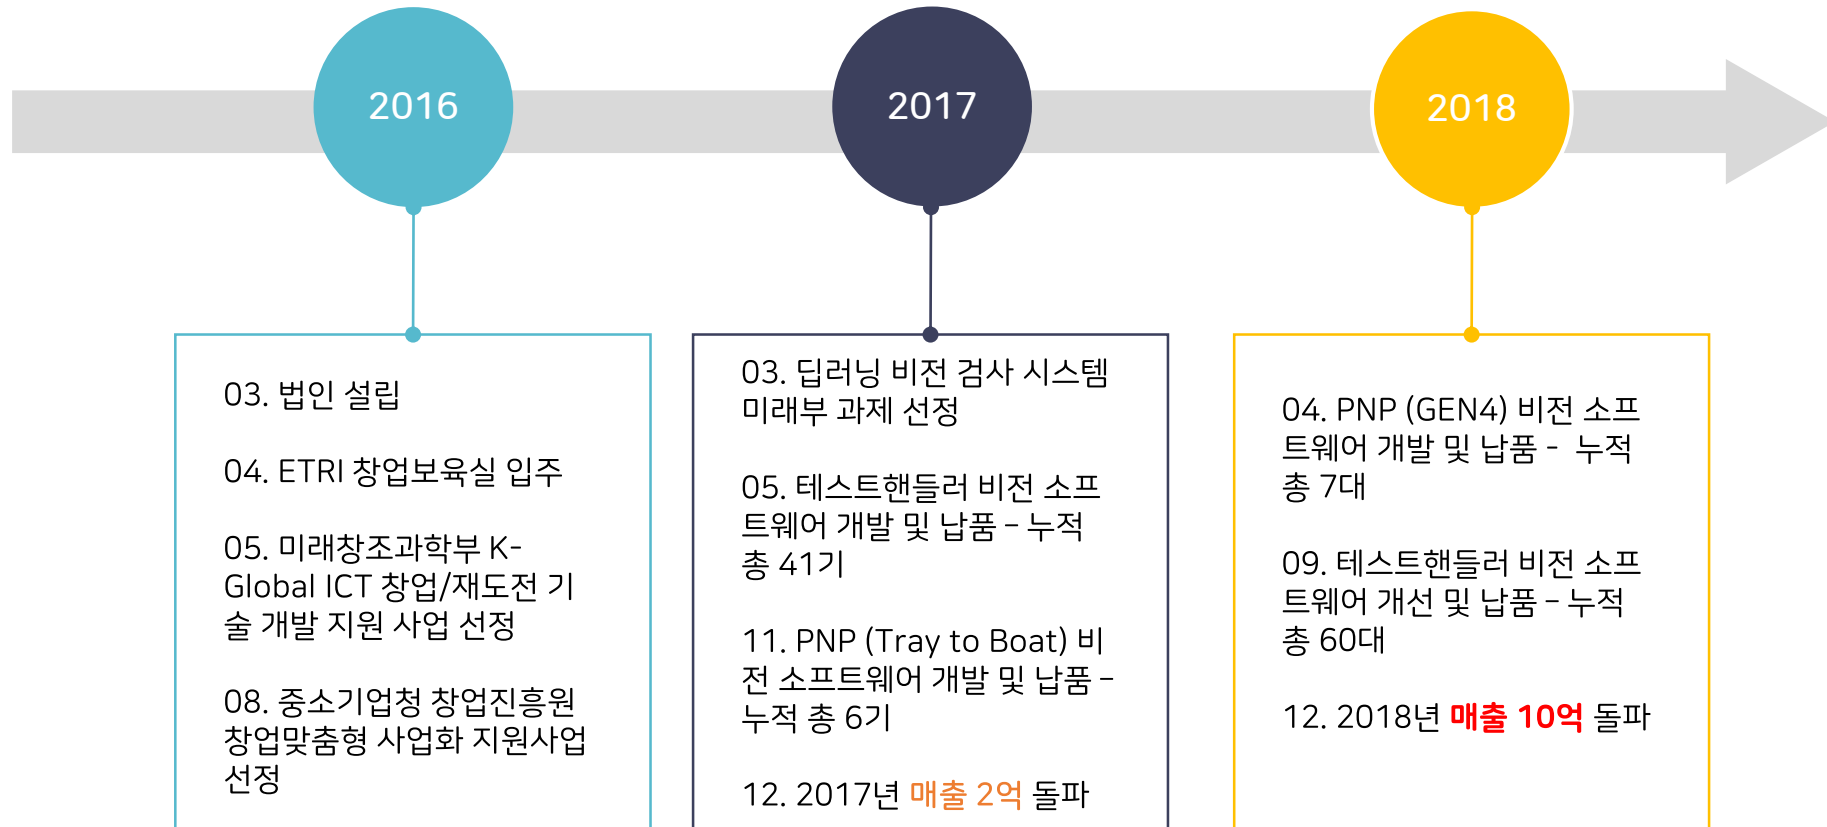 2016
2017
2018
03. 법인 설립
04. ETRI 창업보육실 입주
05. 미래창조과학부 K-
Global ICT 창업/재도전 기
술 개발 지원 사업 선정
08. 중소기업청 창업진흥원
창업맞춤형 사업화 지원사업
선정
03. 딥러닝 비전 검사 시스템
미래부 과제 선정
05. 테스트핸들러 비전 소프
트웨어 개발 및 납품 – 누적
총 41기
11. PNP (Tray to Boat) 비
전 소프트웨어 개발 및 납품 –
누적 총 6기
12. 2017년 매출 2억 돌파
04. PNP (GEN4) 비전 소프
트웨어 개발 및 납품 - 누적
총 7대
09. 테스트핸들러 비전 소프
트웨어 개선 및 납품 – 누적
총 60대
12. 2018년 매출 10억 돌파